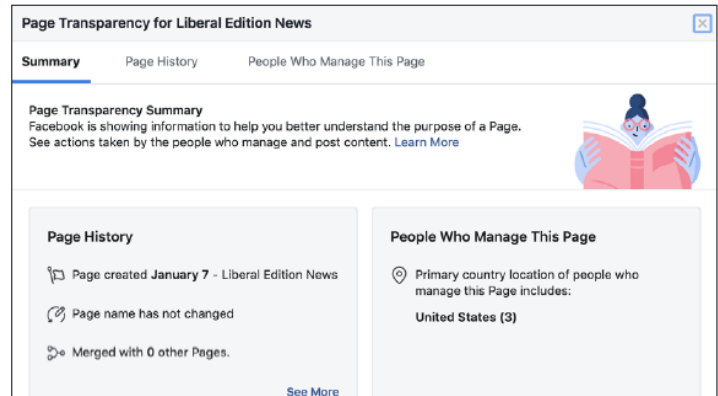 Page Transparency for Liberal Edition News
Summary
Page History
People Who Manage This Page
Page Transparency Summary
Facebook is showing information to help you better understand the purpose of a Page.
See actions taken by the people who manage and post content. Learn More
Page History
Page created January 7 - Liberal Edition News
Page name has not changed
Merged with 0 other Pages.
See More
People Who Manage This Page
Primary country location of people who
manage this Page includes:
United States (3)